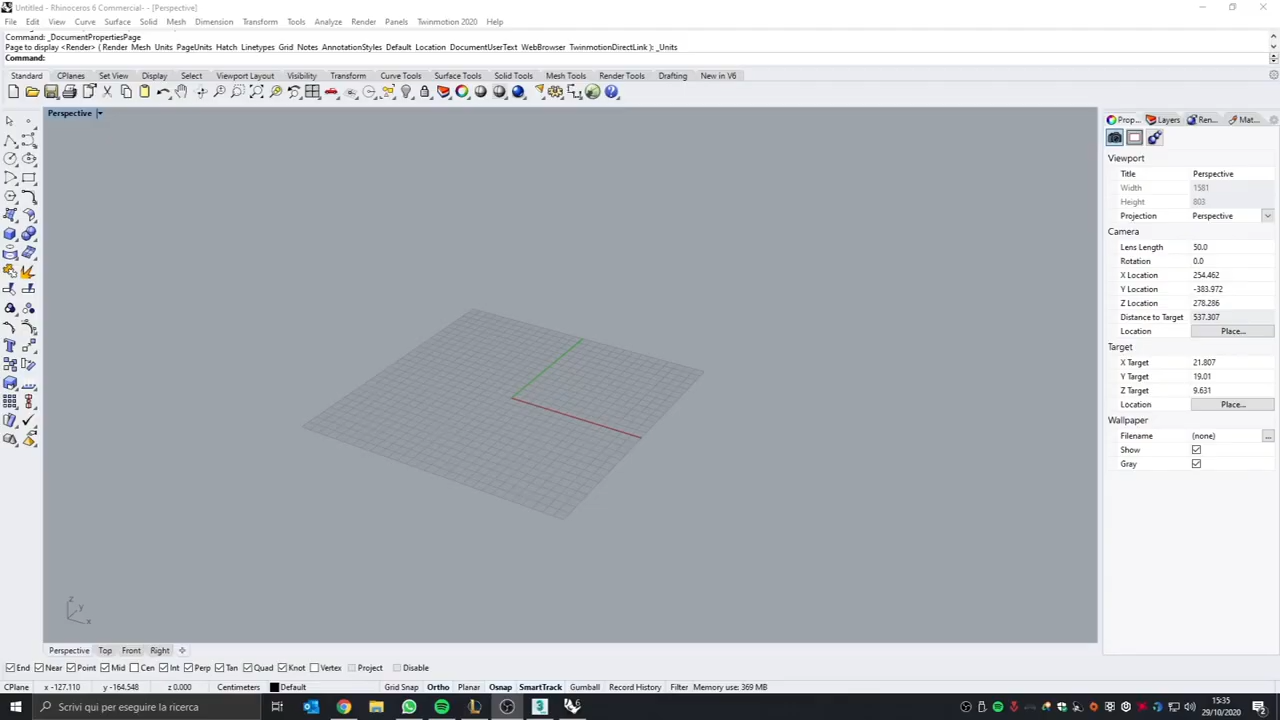 Untitled - Rhinoceros 6 Commercial- - [Perspective]
File Edit View Curve Surface Solid Mesh Dimension Transform Tools Analyze Render Panels Twinmotion 2020 Help
Command: _DocumentPropertiesPage
Page to display <Render> ( Render Mesh Units PageUnits Hatch Linetypes Grid Notes AnnotationStyles Default Location DocumentUserText WebBrowser TwinmotionDirectLink ): _Units
Command:
Standard CPlanes Set View Display Select Viewport Layout Visibility Transform Curve Tools Surface Tools Solid Tools Mesh Tools Render Tools Drafting New in V6
Perspective
Prop... Layers Ren... Mat...
Viewport
Title Perspective
Width 1581
Height 803
Projection Perspective
Camera
Lens Length 50.0
Rotation 0.0
X Location 254.462
Y Location -383.972
Z Location 278.286
Distance to Target 537.307
Location Place...
Target
X Target 21.807
Y Target 19.01
Z Target 9.631
Location Place...
Wallpaper
Filename (none) ...
Show
Gray
z
y
x
Perspective Top Front Right
End Near Point Mid Cen Int Perp Tan Quad Knot Vertex Project Disable
CPlane x -127.110 y -164.548 z 0.000 Centimeters Default Grid Snap Ortho Planar Osnap SmartTrack Gumball Record History Filter Memory use: 369 MB
Scrivi qui per eseguire la ricerca
15:35
29/10/2020